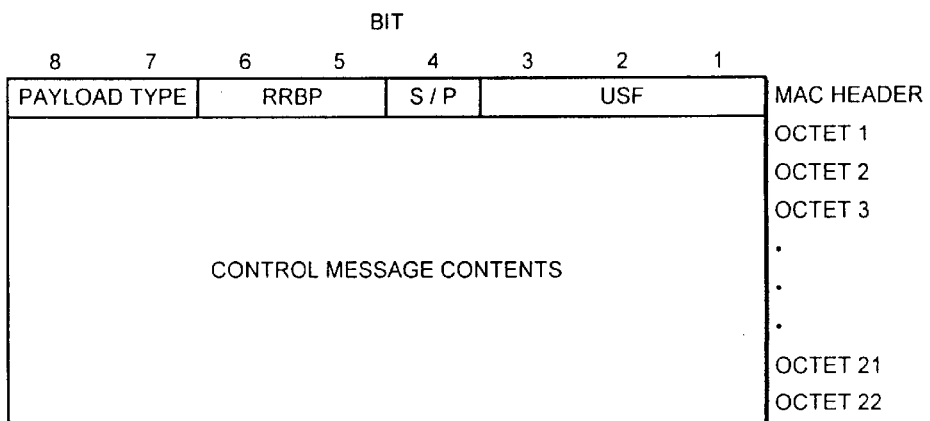 BIT
8 7 6 5 4 3 2 1
PAYLOAD TYPE RRBP S / P USF MAC HEADER
OCTET 1
OCTET 2
OCTET 3
CONTROL MESSAGE CONTENTS
OCTET 21
OCTET 22